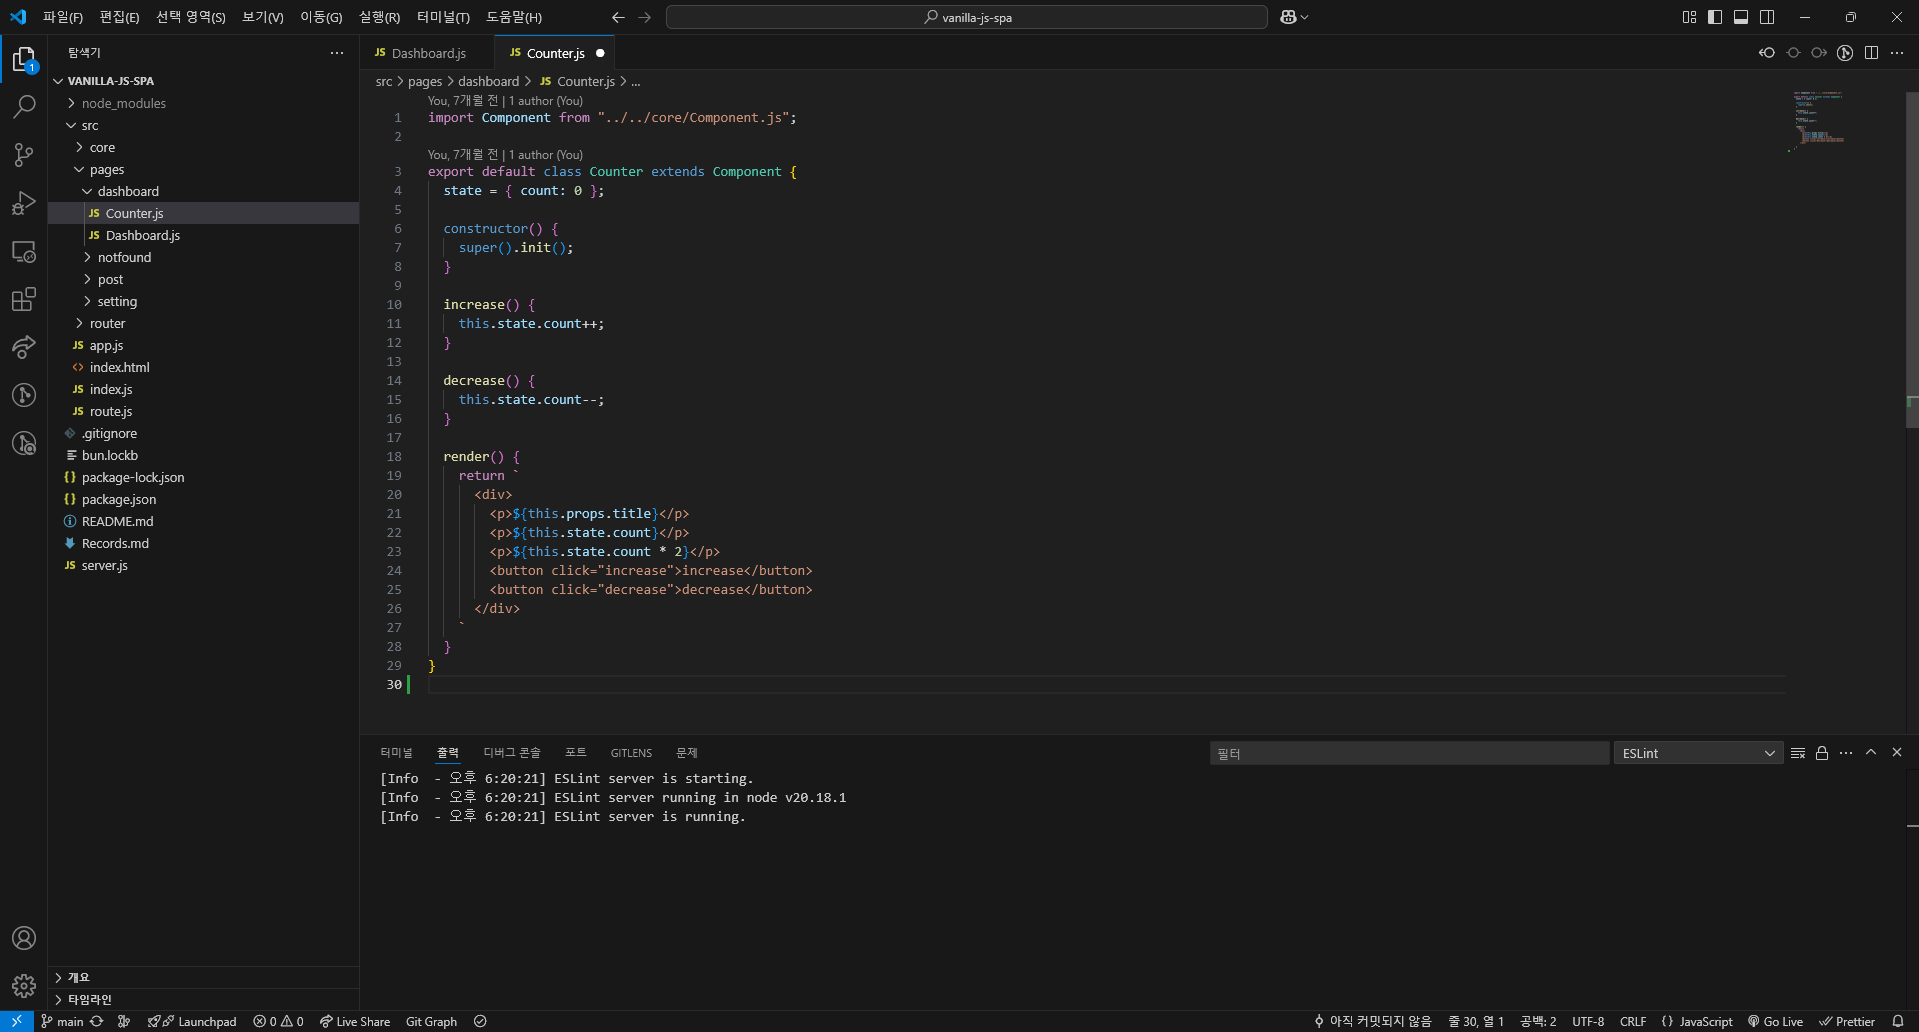 파일(F) 편집(E) 선택 영역(S) 보기(V) 이동(G) 실행(R) 터미널(T) 도움말(H) vanilla-js-spa
탐색기
VANILLA-JS-SPA
node_modules
src
core
pages
dashboard
JS Counter.js
JS Dashboard.js
notfound
post
setting
router
JS app.js
<> index.html
JS index.js
JS route.js
.gitignore
bun.lockb
{} package-lock.json
{} package.json
README.md
Records.md
JS server.js
개요
타임라인
1
JS Dashboard.js JS Counter.js
src > pages > dashboard > JS Counter.js > ...
You, 7개월 전 | 1 author (You)
1 import Component from "../../core/Component.js";
2
You, 7개월 전 | 1 author (You)
3 export default class Counter extends Component {
4 state = { count: 0 };
5
6 constructor() {
7 super().init();
8 }
9
10 increase() {
11 this.state.count++;
12 }
13
14 decrease() {
15 this.state.count--;
16 }
17
18 render() {
19 return `
20 <div>
21 <p>${this.props.title}</p>
22 <p>${this.state.count}</p>
23 <p>${this.state.count * 2}</p>
24 <button click="increase">increase</button>
25 <button click="decrease">decrease</button>
26 </div>
27 `
28 }
29 }
30
터미널 출력 디버그 콘솔 포트 GITLENS 문제 필터 ESLint
[Info - 오후 6:20:21] ESLint server is starting.
[Info - 오후 6:20:21] ESLint server running in node v20.18.1
[Info - 오후 6:20:21] ESLint server is running.
main Launchpad 0 0 Live Share Git Graph 아직 커밋되지 않음 줄 30, 열 1 공백: 2 UTF-8 CRLF {} JavaScript Go Live Prettier